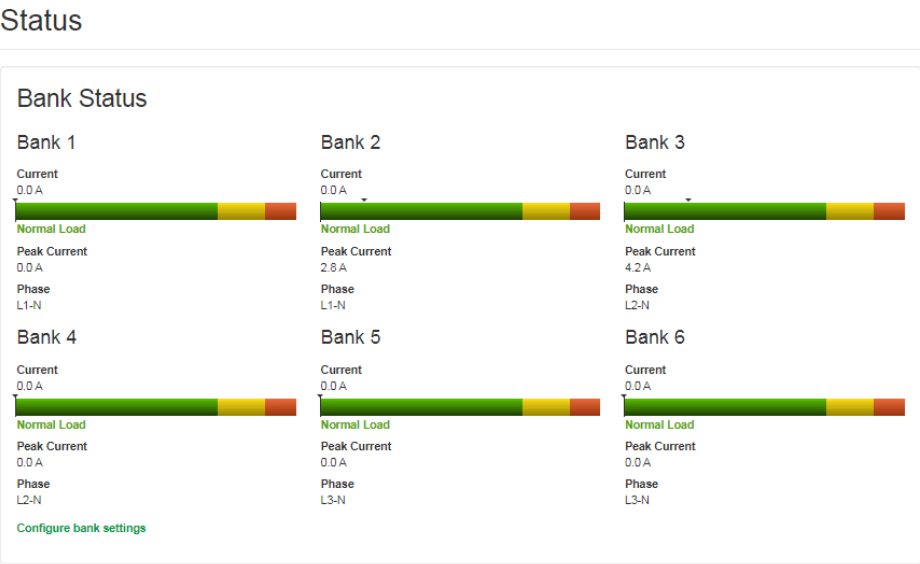 Status
Bank Status
Bank 1
Current
0.0 A
Normal Load
Peak Current
0.0 A
Phase
L1-N
Bank 2
Current
0.0 A
Normal Load
Peak Current
2.8 A
Phase
L1-N
Bank 3
Current
0.0 A
Normal Load
Peak Current
4.2 A
Phase
L2-N
Bank 4
Current
0.0 A
Normal Load
Peak Current
0.0 A
Phase
L2-N
Bank 5
Current
0.0 A
Normal Load
Peak Current
0.0 A
Phase
L3-N
Bank 6
Current
0.0 A
Normal Load
Peak Current
0.0 A
Phase
L3-N
Configure bank settings